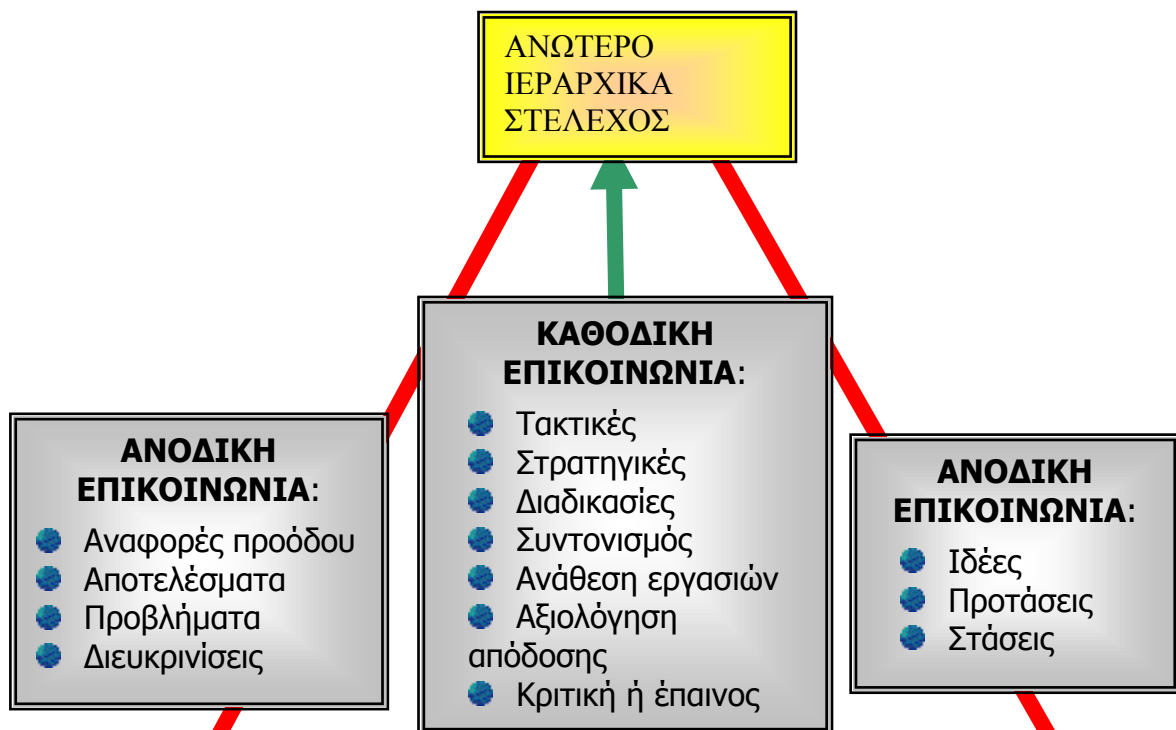 ΑΝΩΤΕΡΟ
ΙΕΡΑΡΧΙΚΑ
ΣΤΕΛΕΧΟΣ
ΑΝΟΔΙΚΗ
ΕΠΙΚΟΙΝΩΝΙΑ:
Αναφορές προόδου
Αποτελέσματα
Προβλήματα
Διευκρινίσεις
ΚΑΘΟΔΙΚΗ
ΕΠΙΚΟΙΝΩΝΙΑ:
Τακτικές
Στρατηγικές
Διαδικασίες
Συντονισμός
Ανάθεση εργασιών
Αξιολόγηση
απόδοσης
Κριτική ή έπαινος
ΑΝΟΔΙΚΗ
ΕΠΙΚΟΙΝΩΝΙΑ:
Ιδέες
Προτάσεις
Στάσεις